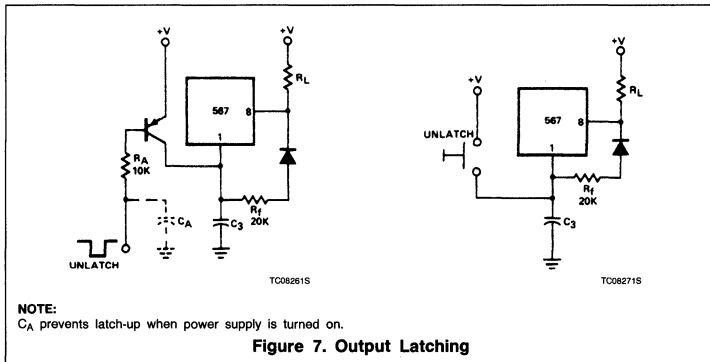 +V
+V
RL
567
8
1
RA
10K
Rf
20K
CA
C3
UNLATCH
TC08261S
+V
+V
RL
567
8
UNLATCH
1
Rf
20K
C3
TC08271S
NOTE:
CA prevents latch-up when power supply is turned on.
Figure 7. Output Latching